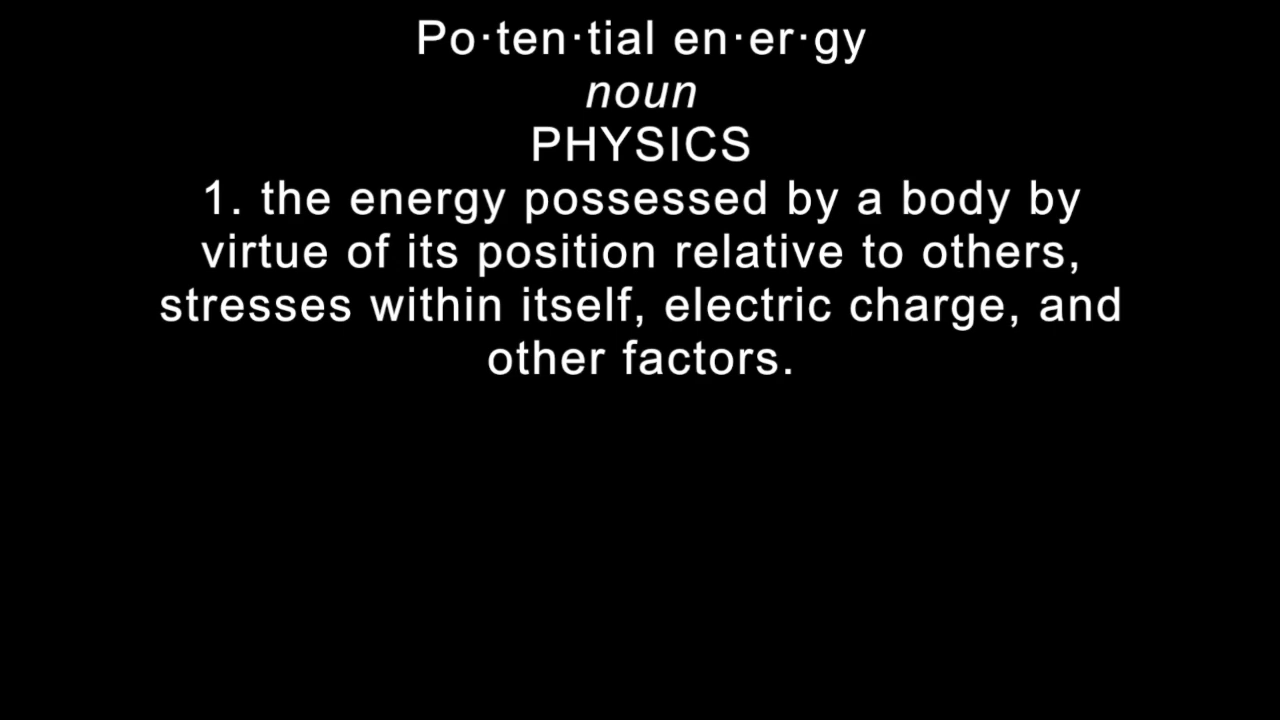 Po·ten·tial en·er·gy
noun
PHYSICS
1. the energy possessed by a body by
virtue of its position relative to others,
stresses within itself, electric charge, and
other factors.